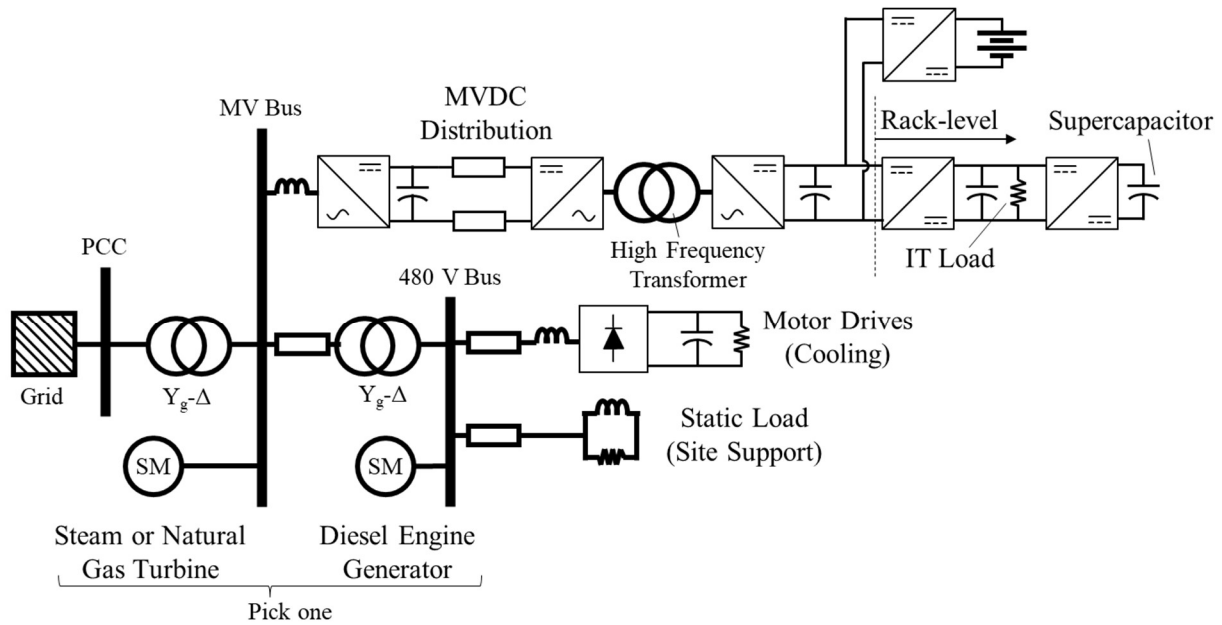 MV Bus
MVDC
Distribution
Rack-level
Supercapacitor
High Frequency
Transformer
IT Load
PCC
480 V Bus
Motor Drives
(Cooling)
Grid
Yg-Δ
Yg-Δ
Static Load
(Site Support)
SM
SM
Steam or Natural
Gas Turbine
Diesel Engine
Generator
Pick one